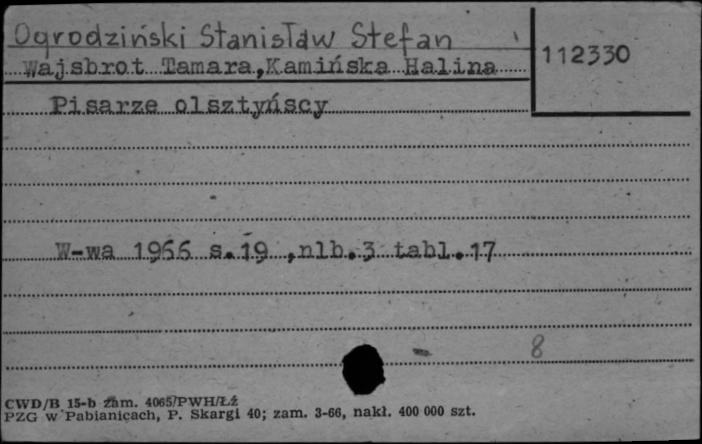 Ogrodziński Stanisław Stefan
112330
Wajsbrot Tamara,Kamińska Halina
Pisarze olsztyńscy
W-wa 1966 s.19 ,nlb.3 tabl.17
8
CWD/B 15-b zam. 4065/PWH/Łź
PZG w Pabianicach, P. Skargi 40; zam. 3-66, nakł. 400 000 szt.